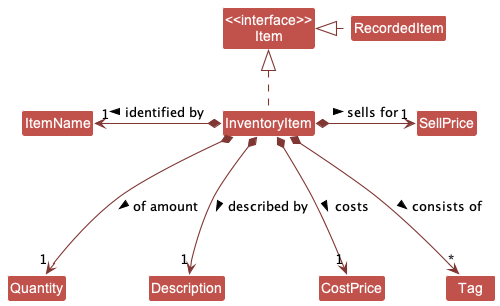 <<interface>>
Item
RecordedItem
ItemName
1
identified by
InventoryItem
sells for
1
SellPrice
of amount
described by
costs
consists of
1
1
1
*
Quantity
Description
CostPrice
Tag